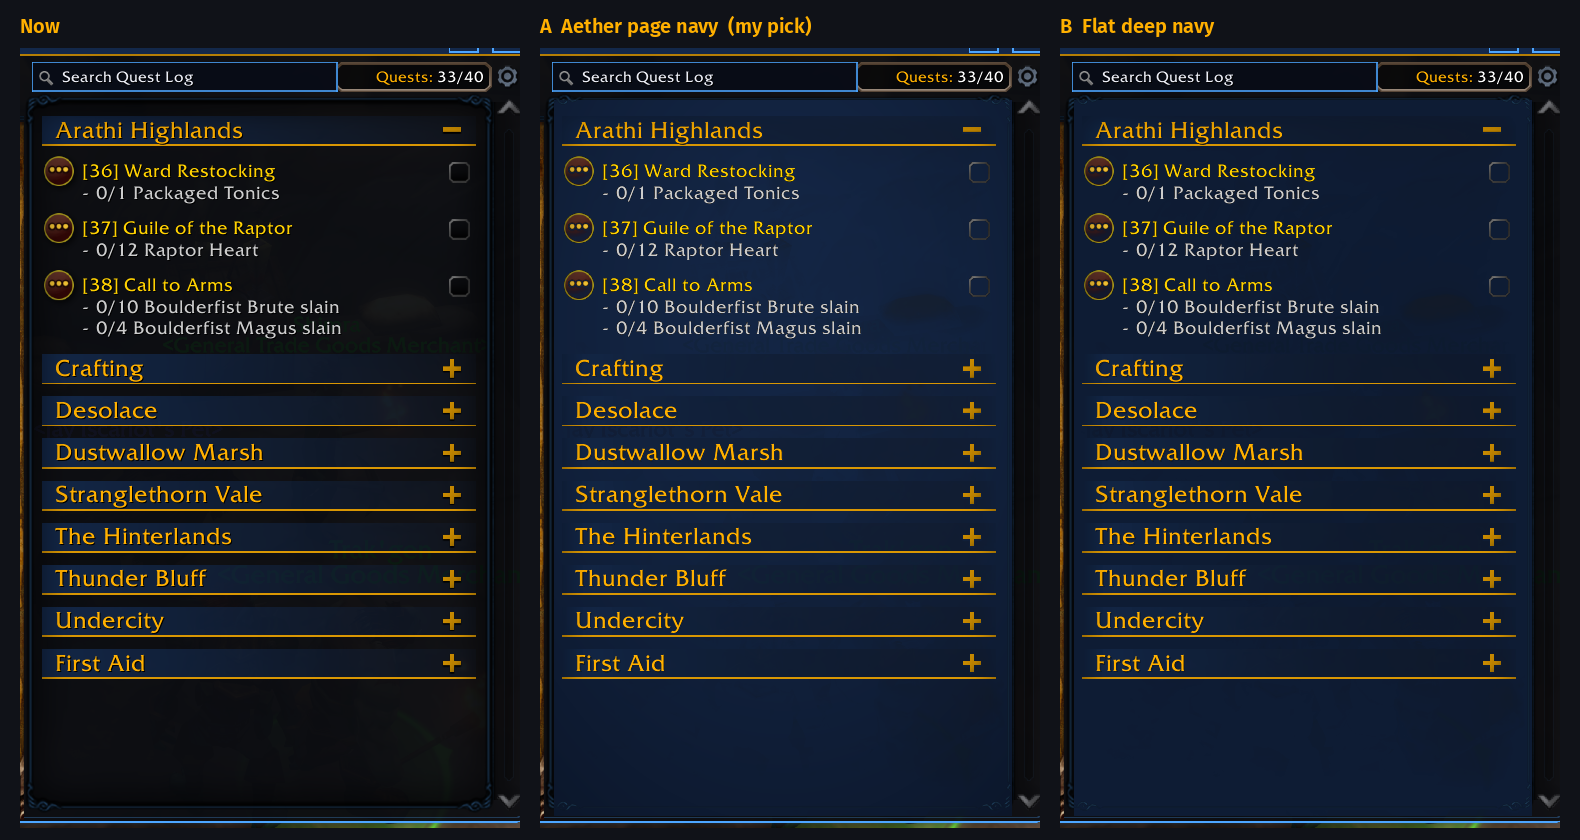 Now
Search Quest Log
Quests: 33/40
Arathi Highlands
[36] Ward Restocking
- 0/1 Packaged Tonics
[37] Guile of the Raptor
- 0/12 Raptor Heart
[38] Call to Arms
- 0/10 Boulderfist Brute slain
- 0/4 Boulderfist Magus slain
<General Trade Goods Merchant
Crafting
Desolace
Dustwallow Marsh
Stranglethorn Vale
The Hinterlands
Thunder Bluff
Undercity
First Aid
A Aether page navy (my pick)
Search Quest Log
Quests: 33/40
Arathi Highlands
[36] Ward Restocking
- 0/1 Packaged Tonics
[37] Guile of the Raptor
- 0/12 Raptor Heart
[38] Call to Arms
- 0/10 Boulderfist Brute slain
- 0/4 Boulderfist Magus slain
Crafting
Desolace
Dustwallow Marsh
Stranglethorn Vale
The Hinterlands
Thunder Bluff
Undercity
First Aid
B Flat deep navy
Search Quest Log
Quests: 33/40
Arathi Highlands
[36] Ward Restocking
- 0/1 Packaged Tonics
[37] Guile of the Raptor
- 0/12 Raptor Heart
[38] Call to Arms
- 0/10 Boulderfist Brute slain
- 0/4 Boulderfist Magus slain
Crafting
Desolace
Dustwallow Marsh
Stranglethorn Vale
The Hinterlands
Thunder Bluff
Undercity
First Aid